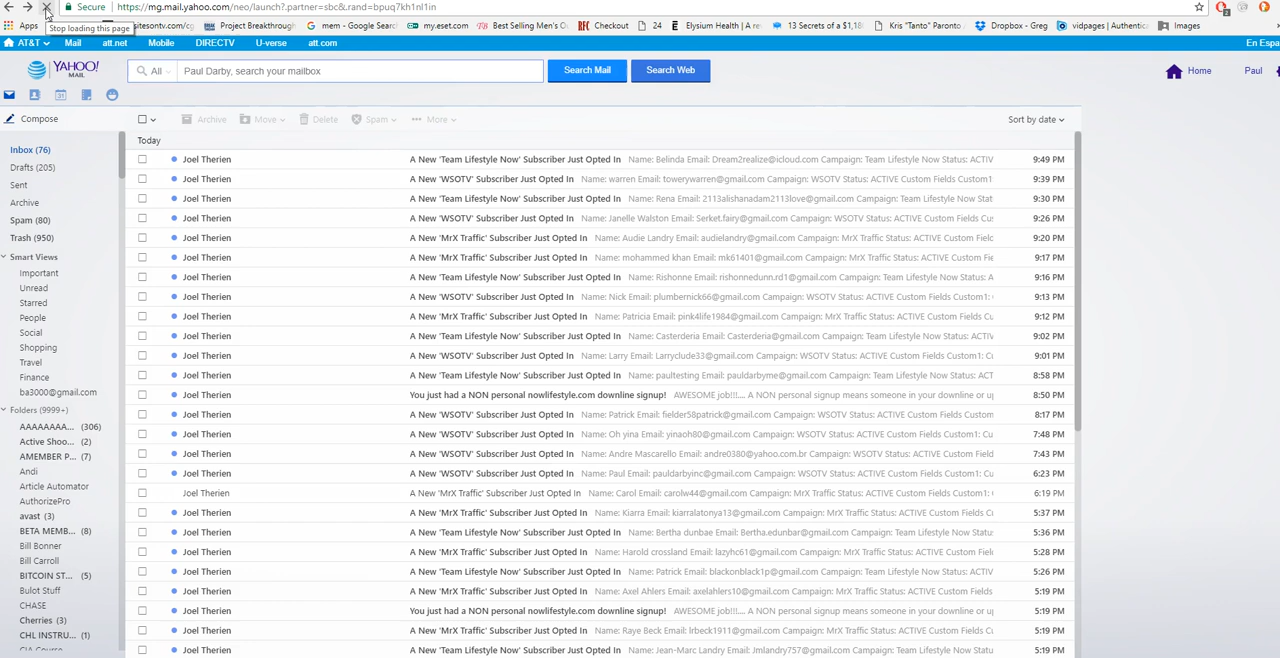 Secure https://mg.mail.yahoo.com/neo/launch?.partner=sbc&.rand=bpuq7kh1nl1in
2
Apps sitesontv.com/cg Project Breakthrough mem - Google Search my.eset.com Best Selling Men's Ou Checkout 24 Elysium Health | A res 13 Secrets of a $1,18 Kris "Tanto" Paronto Dropbox - Greg vidpages | Authentica Images
Stop loading this page
AT&T Mail att.net Mobile DIRECTV U-verse att.com En Espa
YAHOO! MAIL All Paul Darby, search your mailbox Search Mail Search Web Home Paul
Compose Archive Move Delete Spam More Sort by date
Today
Inbox (76)
Drafts (205)
Sent
Archive
Spam (80)
Trash (950)
Smart Views
Important
Unread
Starred
People
Social
Shopping
Travel
Finance
ba3000@gmail.com
Folders (9999+)
AAAAAAA... (306)
Active Shoo... (2)
AMEMBER P... (7)
Andi
Article Automator
AuthorizePro
avast (3)
BETA MEMB... (8)
Bill Bonner
Bill Carroll
BITCOIN ST... (5)
Bulot Stuff
CHASE
Cherries (3)
CHL INSTRU... (1)
CIA Course
Joel Therien A New 'Team Lifestyle Now' Subscriber Just Opted In Name: Belinda Email: Dream2realize@icloud.com Campaign: Team Lifestyle Now Status: ACTIV 9:49 PM
Joel Therien A New 'WSOTV' Subscriber Just Opted In Name: warren Email: towerywarren@gmail.com Campaign: WSOTV Status: ACTIVE Custom Fields Custom1: 9:39 PM
Joel Therien A New 'Team Lifestyle Now' Subscriber Just Opted In Name: Rena Email: 2113alishanadam2113love@gmail.com Campaign: Team Lifestyle Now Stat 9:30 PM
Joel Therien A New 'WSOTV' Subscriber Just Opted In Name: Janelle Walston Email: Serket.fairy@gmail.com Campaign: WSOTV Status: ACTIVE Custom Fields Cu 9:26 PM
Joel Therien A New 'MrX Traffic' Subscriber Just Opted In Name: Audie Landry Email: audielandry@gmail.com Campaign: MrX Traffic Status: ACTIVE Custom Fielc 9:20 PM
Joel Therien A New 'MrX Traffic' Subscriber Just Opted In Name: mohammed khan Email: mk61401@gmail.com Campaign: MrX Traffic Status: ACTIVE Custom Fi 9:17 PM
Joel Therien A New 'Team Lifestyle Now' Subscriber Just Opted In Name: Rishonne Email: rishonnedunn.rd1@gmail.com Campaign: Team Lifestyle Now Status: A 9:16 PM
Joel Therien A New 'MrX Traffic' Subscriber Just Opted In Name: Nick Email: plumbernick66@gmail.com Campaign: MrX Traffic Status: ACTIVE Custom Fields Custom1: 9:13 PM
Joel Therien A New 'MrX Traffic' Subscriber Just Opted In Name: Patricia Email: pink4life1984@gmail.com Campaign: MrX Traffic Status: ACTIVE Custom Fields C 9:12 PM
Joel Therien A New 'Team Lifestyle Now' Subscriber Just Opted In Name: Casterderia Email: Casterderia@gmail.com Campaign: Team Lifestyle Now Status: ACTI 9:02 PM
Joel Therien A New 'WSOTV' Subscriber Just Opted In Name: Larry Email: Larryclude33@gmail.com Campaign: WSOTV Status: ACTIVE Custom Fields Custom1: Cu 9:01 PM
Joel Therien A New 'Team Lifestyle Now' Subscriber Just Opted In Name: paultesting Email: pauldarbyme@gmail.com Campaign: Team Lifestyle Now Status: ACT 8:58 PM
Joel Therien You just had a NON personal nowlifestyle.com downline signup! AWESOME job!!!.... A NON personal signup means someone in your downline or up 8:50 PM
Joel Therien A New 'WSOTV' Subscriber Just Opted In Name: Patrick Email: fielder58patrick@gmail.com Campaign: WSOTV Status: ACTIVE Custom Fields Custom1 8:17 PM
Joel Therien A New 'WSOTV' Subscriber Just Opted In Name: Oh yina Email: yinaoh80@gmail.com Campaign: WSOTV Status: ACTIVE Custom Fields Custom1: Cu 7:48 PM
Joel Therien A New 'WSOTV' Subscriber Just Opted In Name: Andre Mascarello Email: andre0380@yahoo.com.br Campaign: WSOTV Status: ACTIVE Custom Fields 7:43 PM
Joel Therien A New 'WSOTV' Subscriber Just Opted In Name: Paul Email: pauldarbyinc@gmail.com Campaign: WSOTV Status: ACTIVE Custom Fields Custom1: Cu 6:23 PM
Joel Therien A New 'MrX Traffic' Subscriber Just Opted In Name: Carol Email: carolw44@gmail.com Campaign: MrX Traffic Status: ACTIVE Custom Fields Custom1: 6:19 PM
Joel Therien A New 'MrX Traffic' Subscriber Just Opted In Name: Kiarra Email: kiarralatonya13@gmail.com Campaign: MrX Traffic Status: ACTIVE Custom Fields C 5:37 PM
Joel Therien A New 'Team Lifestyle Now' Subscriber Just Opted In Name: Bertha dunbae Email: Bertha.edunbar@gmail.com Campaign: Team Lifestyle Now Status: 5:36 PM
Joel Therien A New 'MrX Traffic' Subscriber Just Opted In Name: Harold crossland Email: lazyhc61@gmail.com Campaign: MrX Traffic Status: ACTIVE Custom Field 5:28 PM
Joel Therien A New 'Team Lifestyle Now' Subscriber Just Opted In Name: Patrick Email: blackonblack1p@gmail.com Campaign: Team Lifestyle Now Status: ACTIV 5:26 PM
Joel Therien A New 'MrX Traffic' Subscriber Just Opted In Name: Axel Ahlers Email: axelahlers10@gmail.com Campaign: MrX Traffic Status: ACTIVE Custom Fields 5:19 PM
Joel Therien You just had a NON personal nowlifestyle.com downline signup! AWESOME job!!!.... A NON personal signup means someone in your downline or up 5:19 PM
Joel Therien A New 'MrX Traffic' Subscriber Just Opted In Name: Raye Beck Email: lrbeck1911@gmail.com Campaign: MrX Traffic Status: ACTIVE Custom Fields Cu 5:19 PM
Joel Therien A New 'MrX Traffic' Subscriber Just Opted In Name: Jean-Marc Landry Email: Jmlandry757@gmail.com Campaign: MrX Traffic Status: ACTIVE Custom 5:19 PM